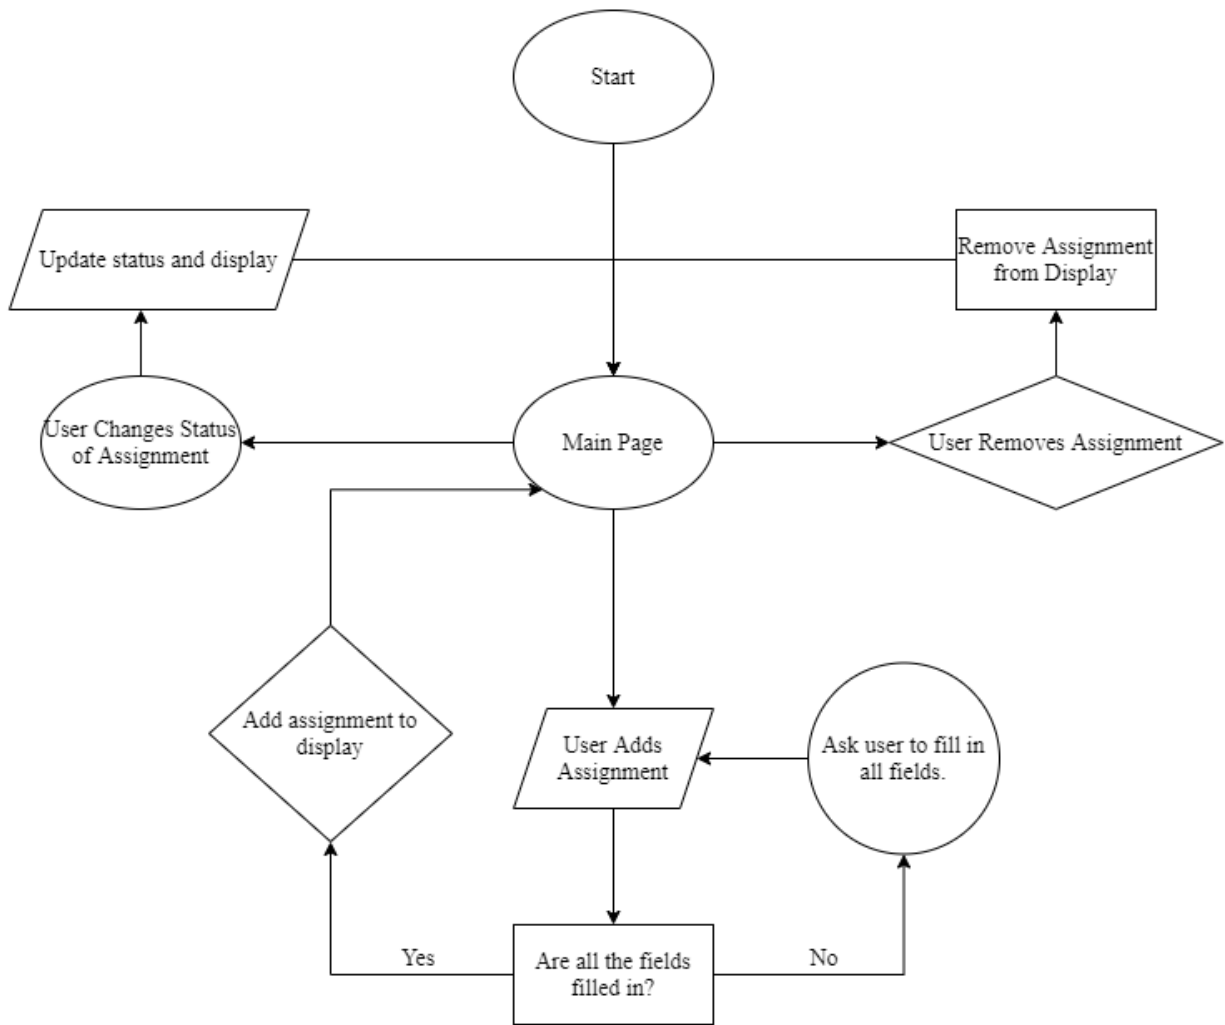 Start
Update status and display
Remove Assignment
from Display
User Changes Status
of Assignment
Main Page
User Removes Assignment
Add assignment to
display
User Adds
Assignment
Ask user to fill in
all fields.
Yes
Are all the fields
filled in?
No